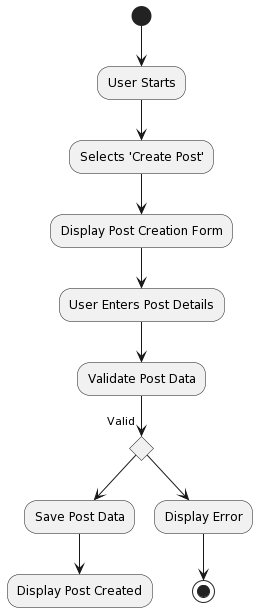 User Starts
Selects 'Create Post'
Display Post Creation Form
User Enters Post Details
Validate Post Data
Valid
Save Post Data
Display Error
Display Post Created